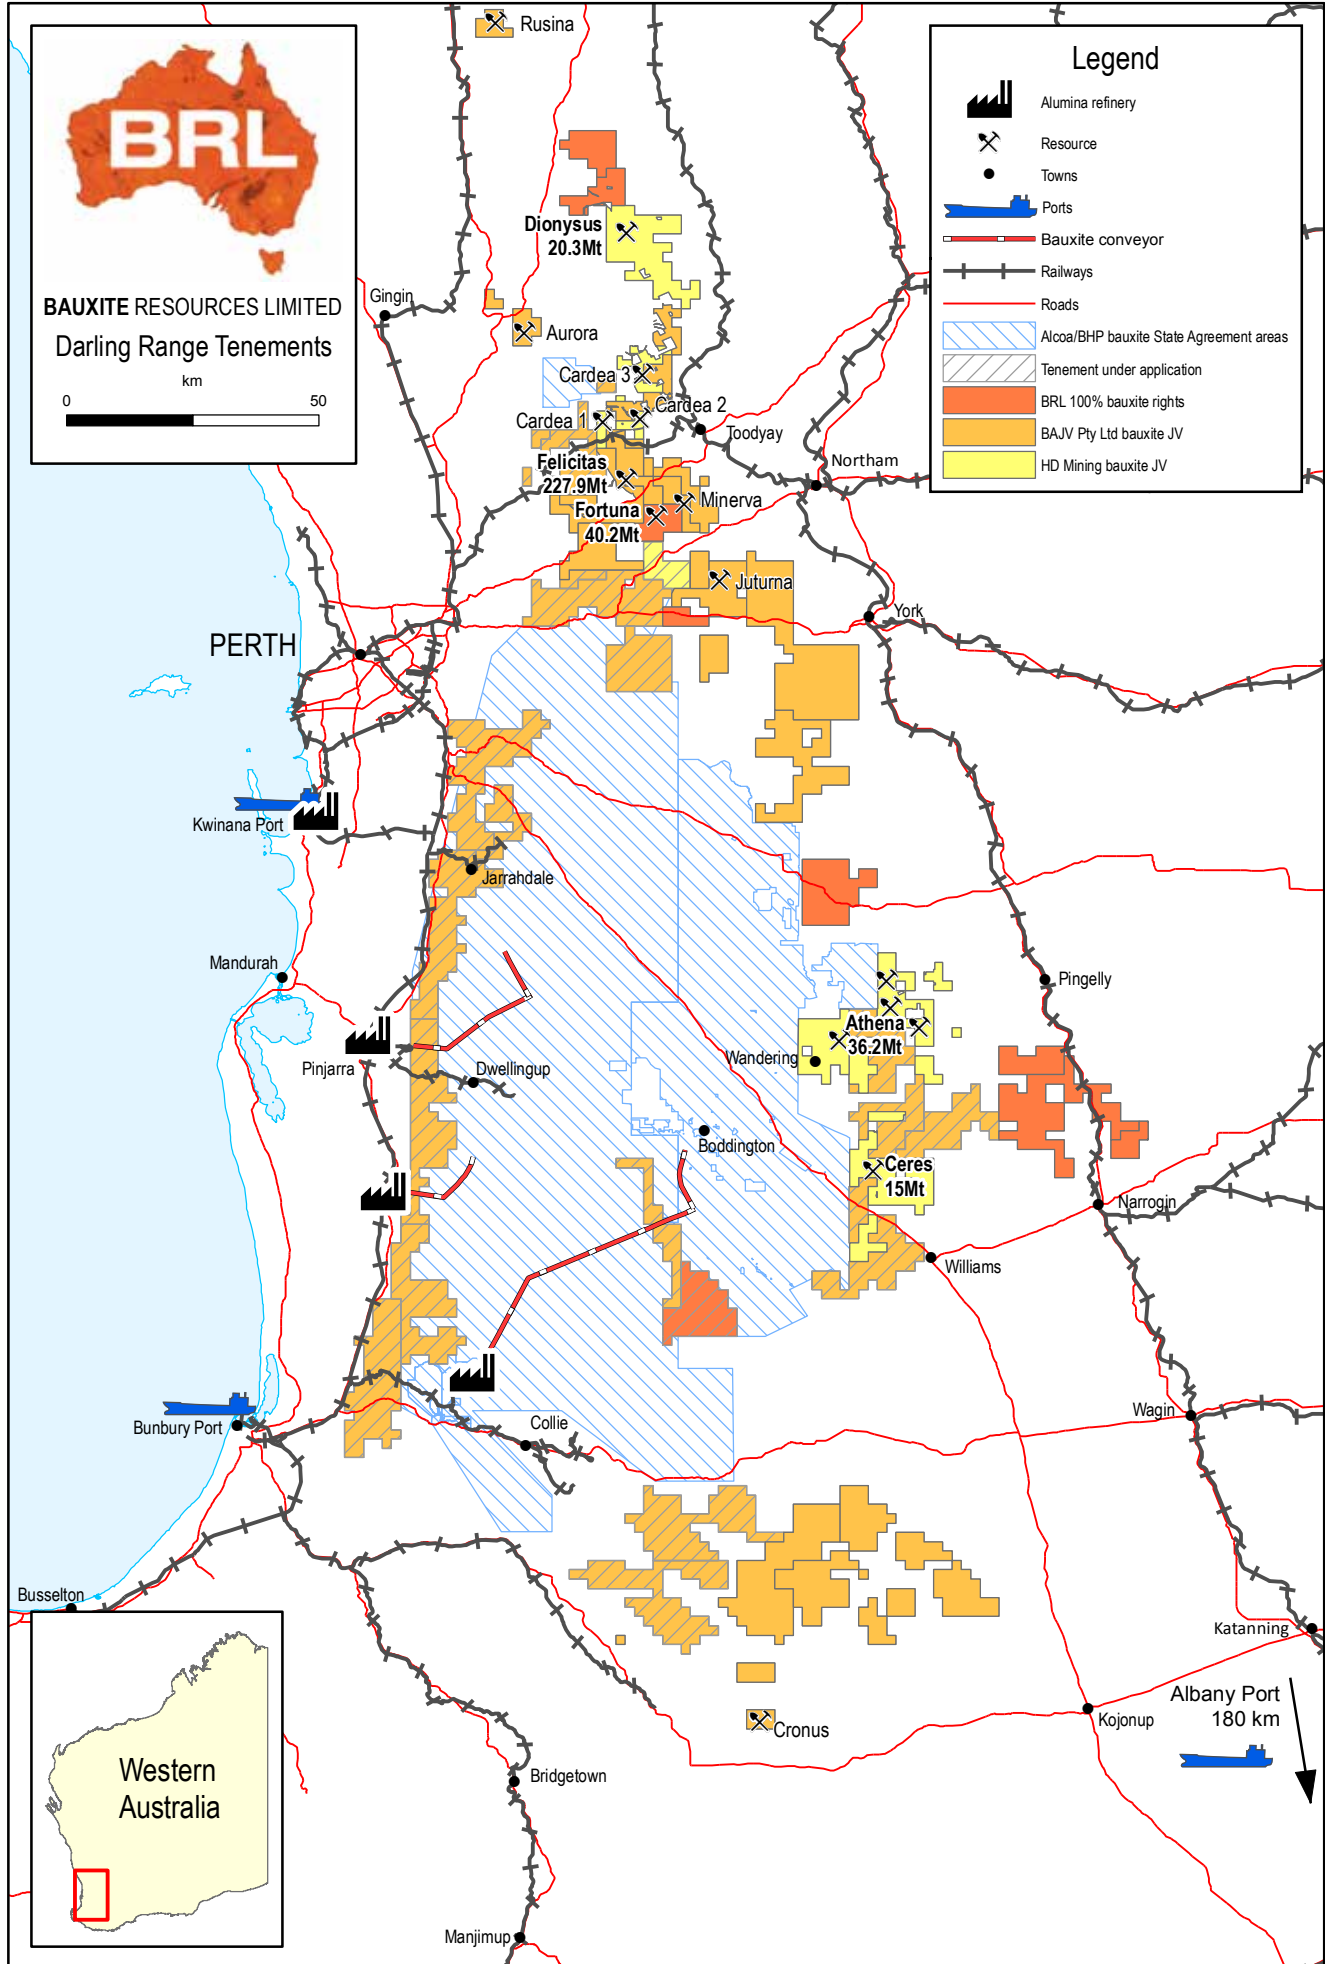 BRL
BAUXITE RESOURCES LIMITED
Darling Range Tenements
km
0
50
Legend
Alumina refinery
Resource
Towns
Ports
Bauxite conveyor
Railways
Roads
Alcoa/BHP bauxite State Agreement areas
Tenement under application
BRL 100% bauxite rights
BAJV Pty Ltd bauxite JV
HD Mining bauxite JV
Rusina
Dionysus
20.3Mt
Gingin
Aurora
Cardea 3
Cardea 2
Cardea 1
Toodyay
Felicitas
227.9Mt
Northam
Minerva
Fortuna
40.2Mt
Juturna
York
PERTH
Kwinana Port
Jarrahdale
Mandurah
Pingelly
Athena
36.2Mt
Wandering
Pinjarra
Dwellingup
Boddington
Ceres
15Mt
Narrogin
Williams
Bunbury Port
Collie
Wagin
Busselton
Katanning
Albany Port
180 km
Kojonup
Cronus
Bridgetown
Manjimup
Western
Australia